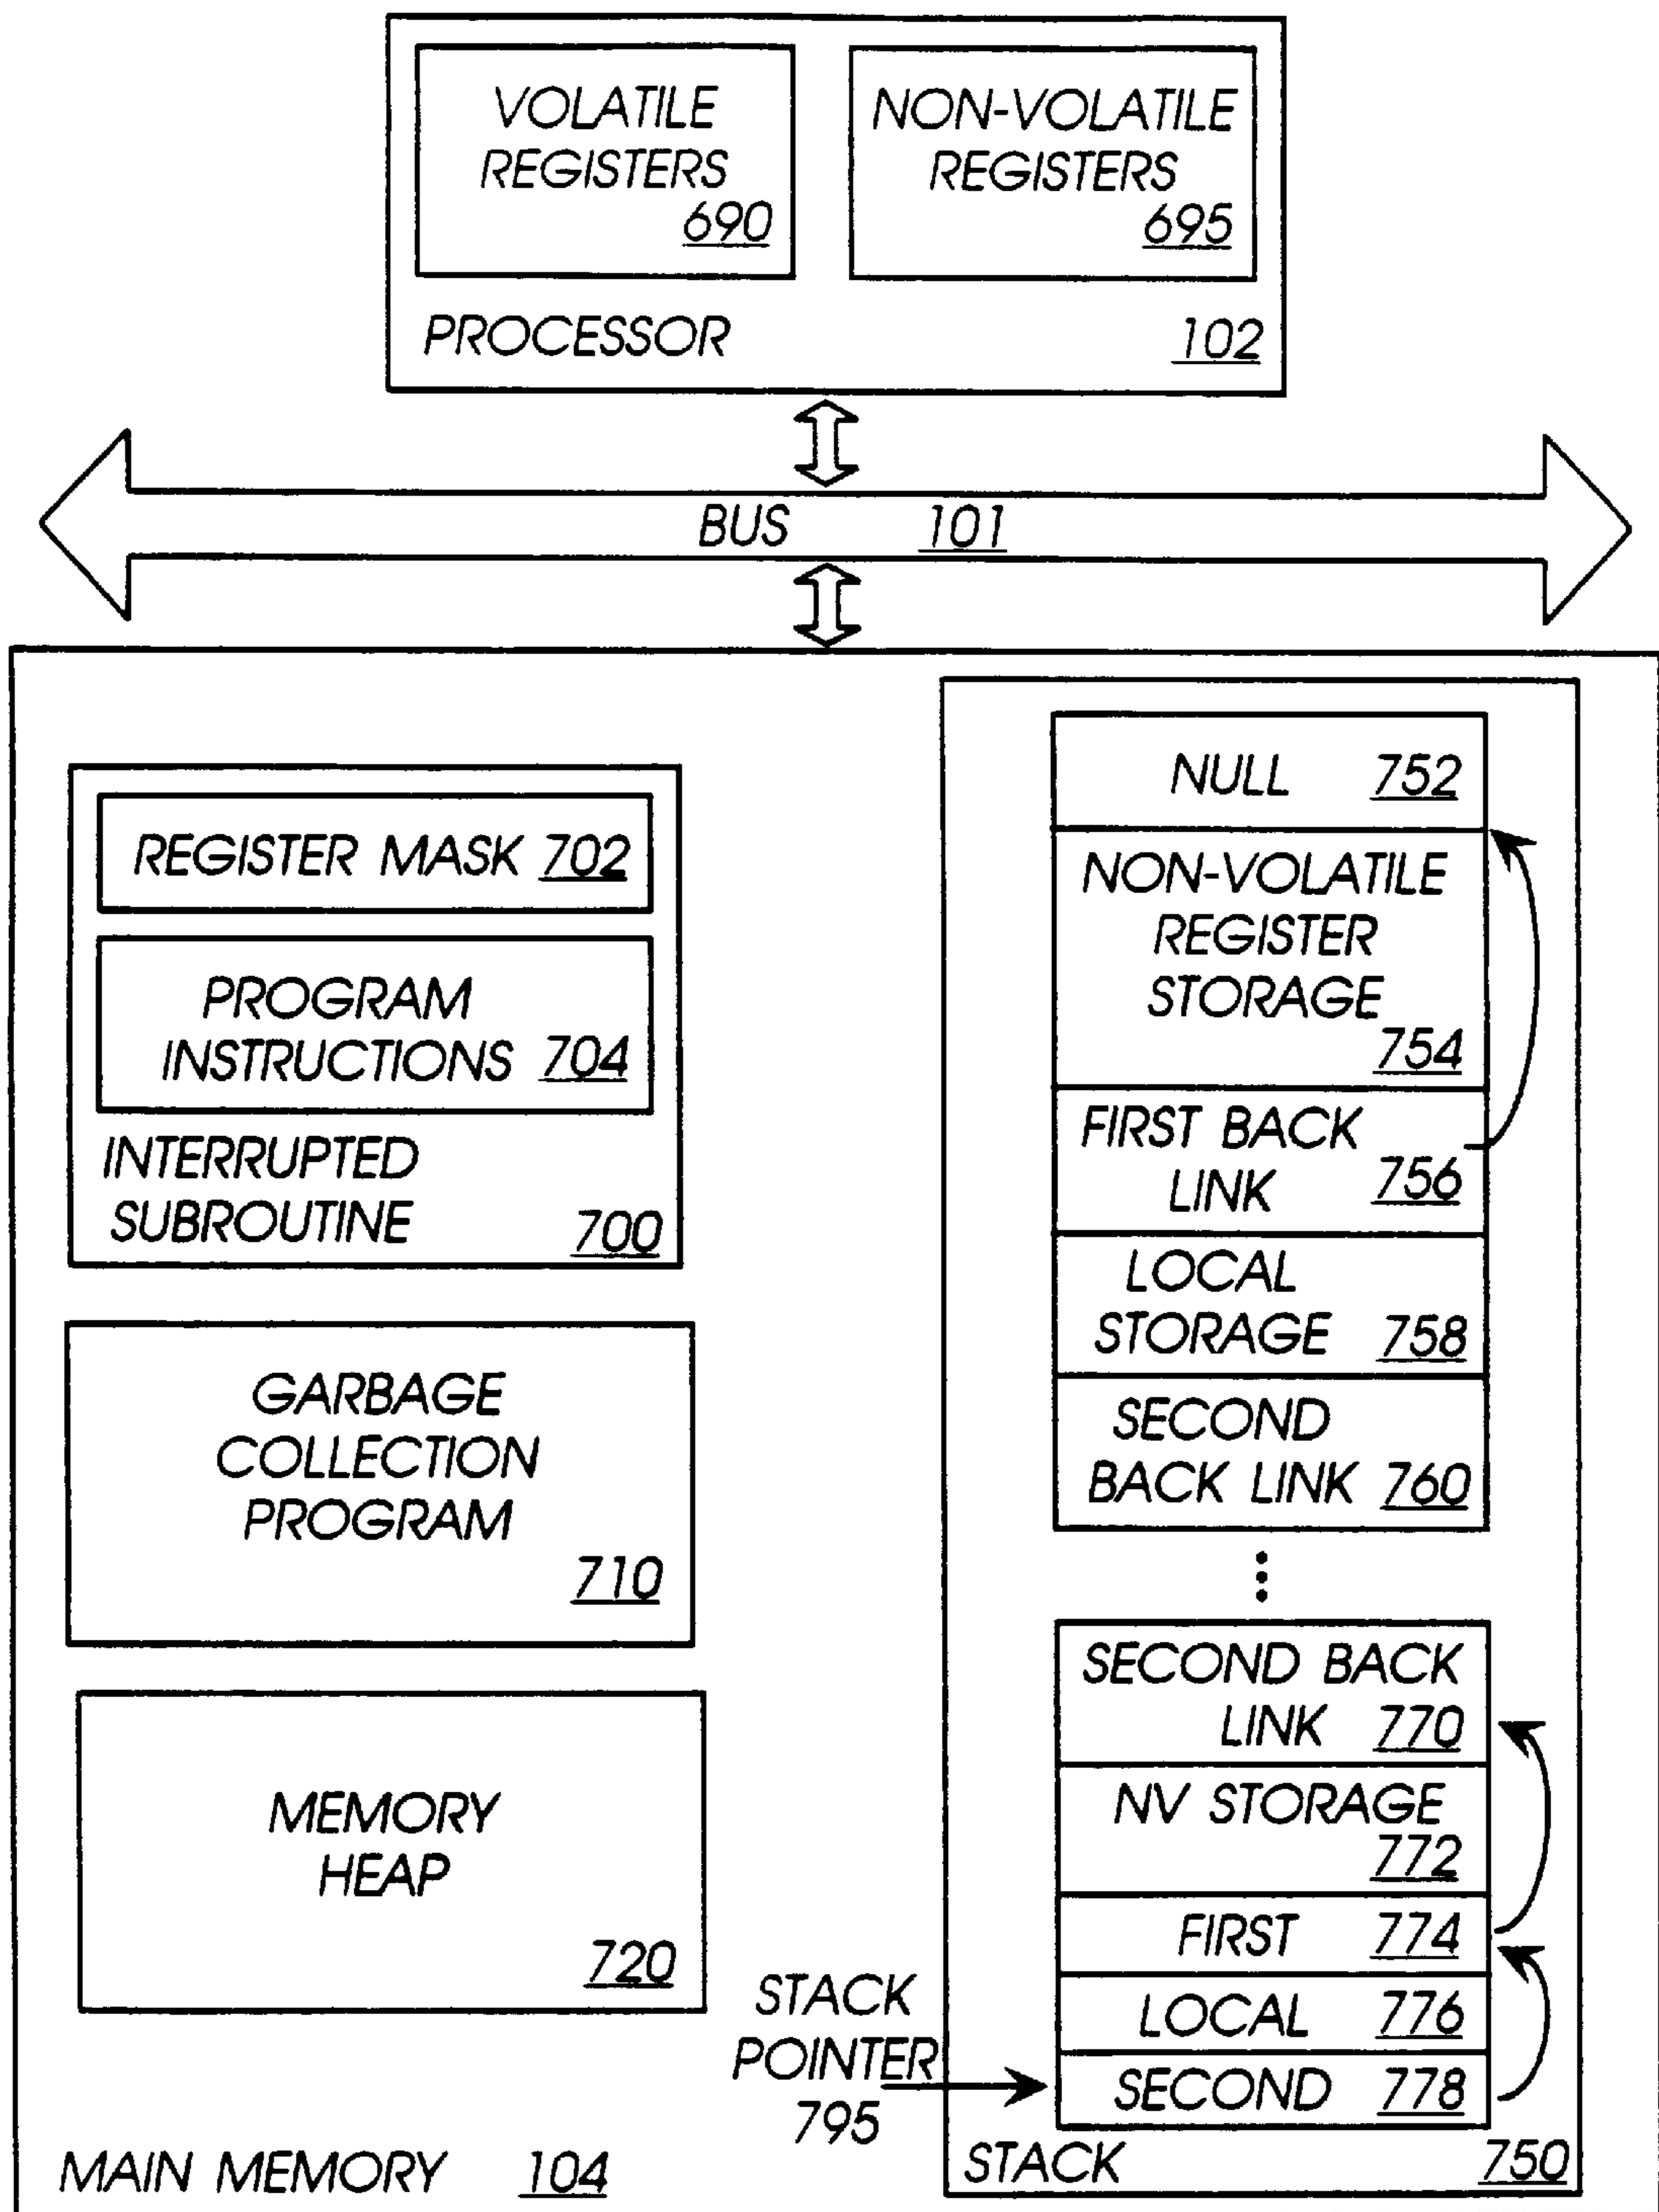 VOLATILE
REGISTERS
690
NON-VOLATILE
REGISTERS
695
PROCESSOR 102
BUS 101
REGISTER MASK 702
PROGRAM
INSTRUCTIONS 704
INTERRUPTED
SUBROUTINE 700
GARBAGE
COLLECTION
PROGRAM
710
MEMORY
HEAP
720
MAIN MEMORY 104
NULL 752
NON-VOLATILE
REGISTER
STORAGE
754
FIRST BACK
LINK 756
LOCAL
STORAGE 758
SECOND
BACK LINK 760
SECOND BACK
LINK 770
NV STORAGE
772
FIRST 774
LOCAL 776
SECOND 778
STACK
POINTER
795
STACK 750